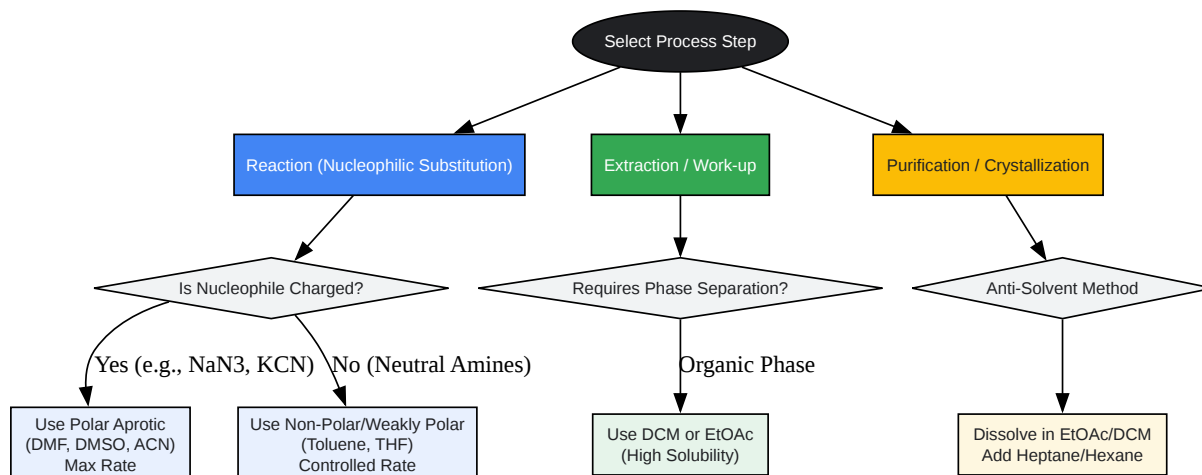 Select Process Step
Reaction (Nucleophilic Substitution)
Extraction / Work-up
Purification / Crystallization
Is Nucleophile Charged?
Requires Phase Separation?
Anti-Solvent Method
Yes (e.g., NaN3, KCN)
No (Neutral Amines)
Organic Phase
Use Polar Aprotic
(DMF, DMSO, ACN)
Max Rate
Use Non-Polar/Weakly Polar
(Toluene, THF)
Controlled Rate
Use DCM or EtOAc
(High Solubility)
Dissolve in EtOAc/DCM
Add Heptane/Hexane